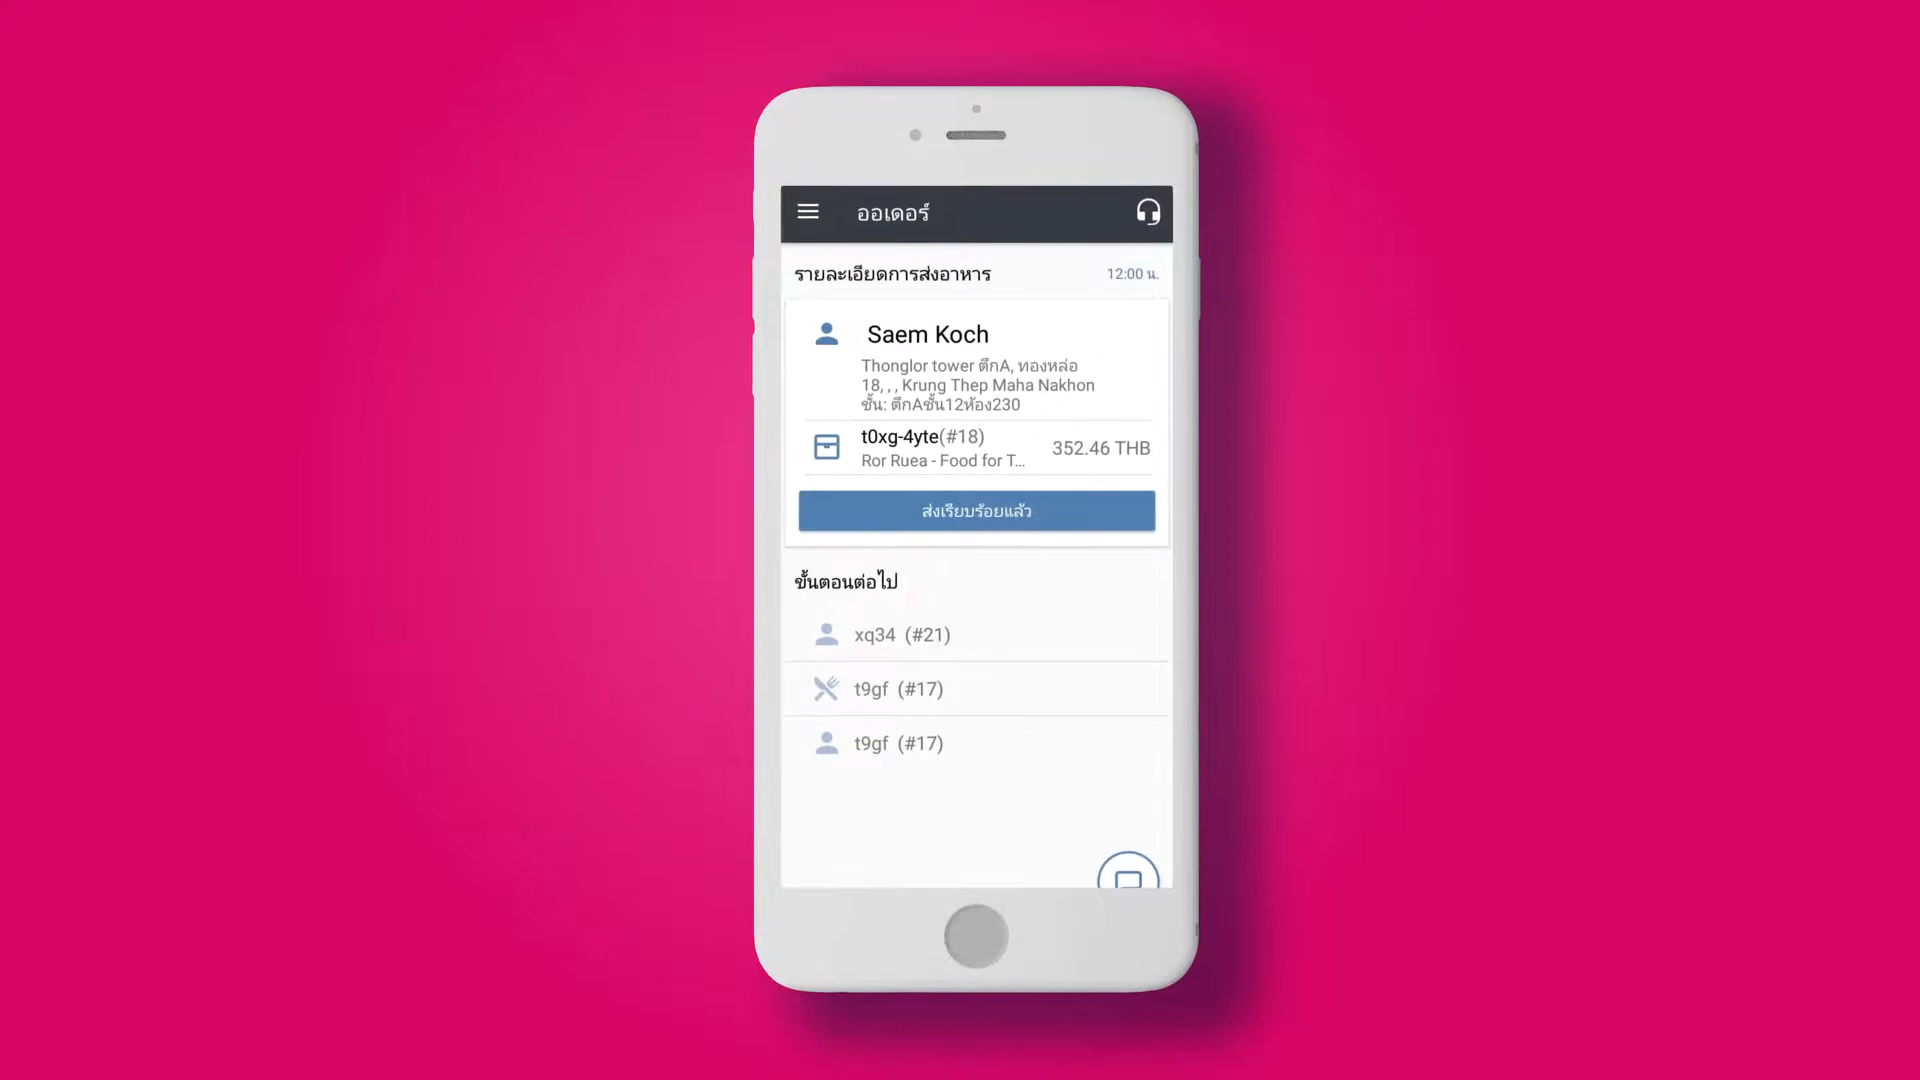 ออเดอร์
รายละเอียดการส่งอาหาร 12:00 น.
Saem Koch
Thonglor tower ตึกA, ทองหล่อ
18, , , Krung Thep Maha Nakhon
ชั้น: ตึกAชั้น12ห้อง230
t0xg-4yte(#18)
Ror Ruea - Food for T...
352.46 THB
ส่งเรียบร้อยแล้ว
ขั้นตอนต่อไป
xq34 (#21)
t9gf (#17)
t9gf (#17)